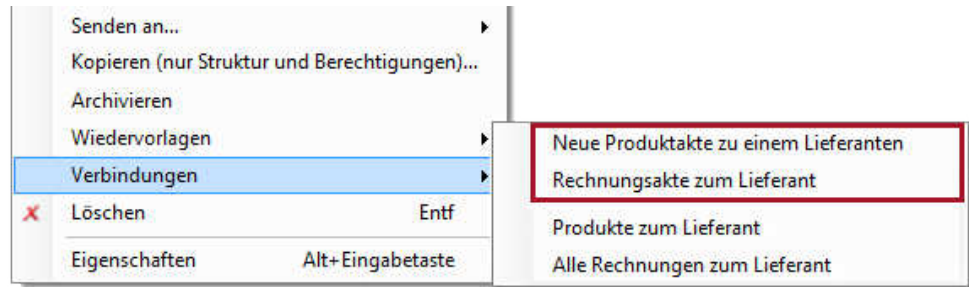 Senden an...
Kopieren (nur Struktur und Berechtigungen)...
Archivieren
Wiedervorlagen
Verbindungen
Löschen Entf
Eigenschaften Alt+Eingabetaste
Neue Produktakte zu einem Lieferanten
Rechnungsakte zum Lieferant
Produkte zum Lieferant
Alle Rechnungen zum Lieferant